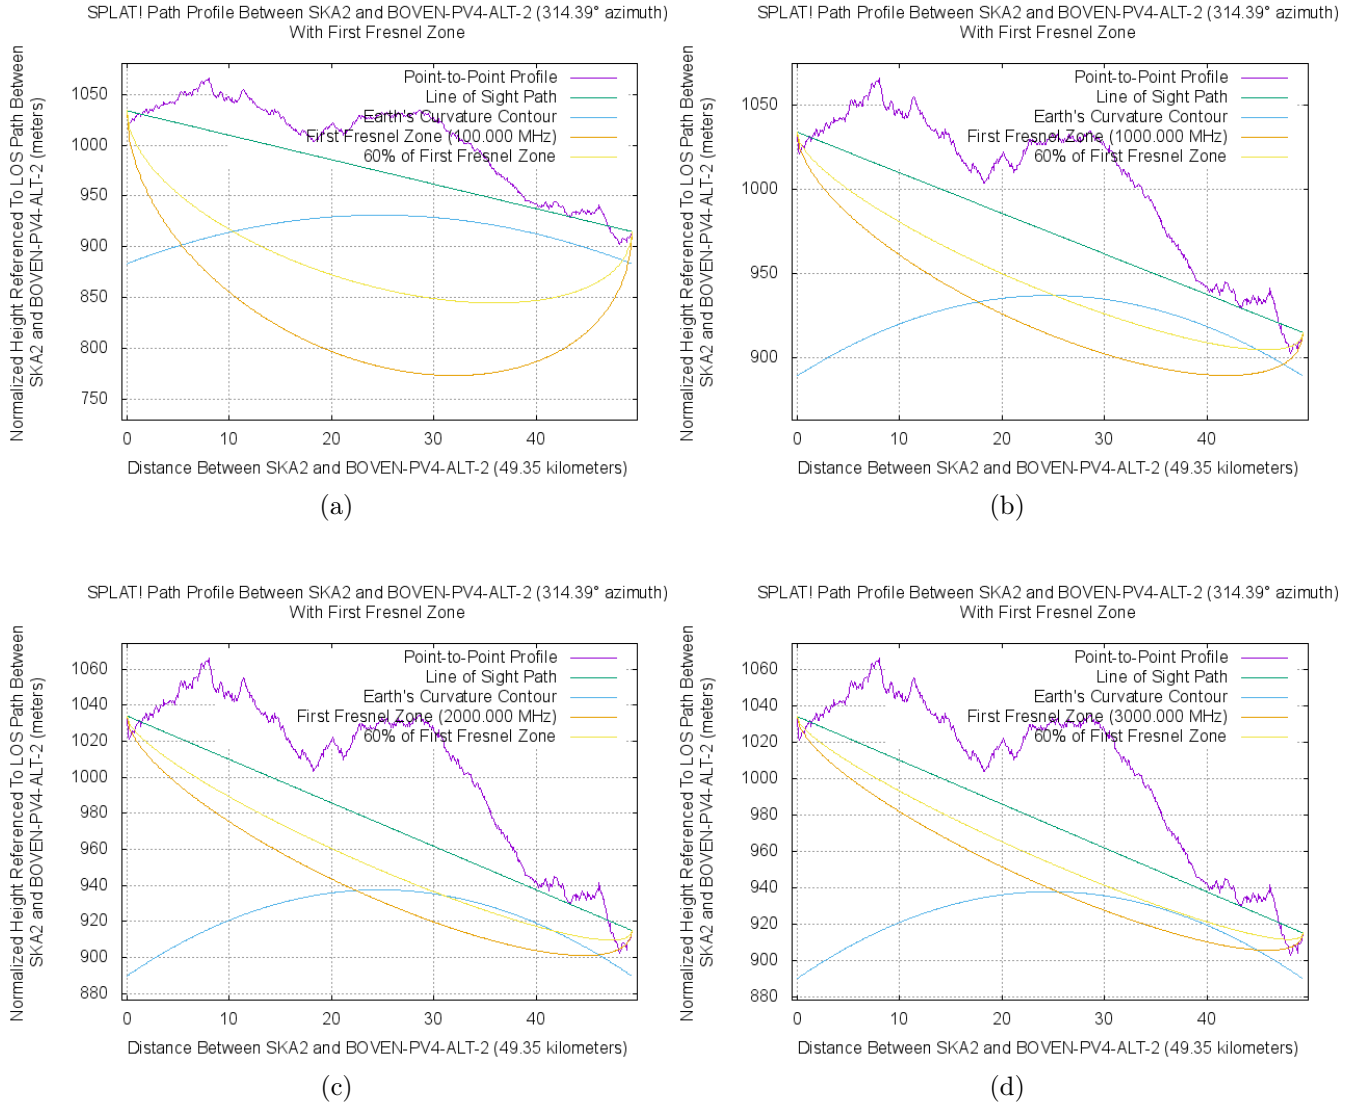 SPLAT! Path Profile Between SKA2 and BOVEN-PV4-ALT-2 (314.39° azimuth)
With First Fresnel Zone
Normalized Height Referenced To LOS Path Between
SKA2 and BOVEN-PV4-ALT-2 (meters)
Point-to-Point Profile
Line of Sight Path
Earth's Curvature Contour
First Fresnel Zone (100.000 MHz)
60% of First Fresnel Zone
1050
1000
950
900
850
800
750
0 10 20 30 40
Distance Between SKA2 and BOVEN-PV4-ALT-2 (49.35 kilometers)
(a)
SPLAT! Path Profile Between SKA2 and BOVEN-PV4-ALT-2 (314.39° azimuth)
With First Fresnel Zone
Normalized Height Referenced To LOS Path Between
SKA2 and BOVEN-PV4-ALT-2 (meters)
Point-to-Point Profile
Line of Sight Path
Earth's Curvature Contour
First Fresnel Zone (1000.000 MHz)
60% of First Fresnel Zone
1050
1000
950
900
0 10 20 30 40
Distance Between SKA2 and BOVEN-PV4-ALT-2 (49.35 kilometers)
(b)
SPLAT! Path Profile Between SKA2 and BOVEN-PV4-ALT-2 (314.39° azimuth)
With First Fresnel Zone
Normalized Height Referenced To LOS Path Between
SKA2 and BOVEN-PV4-ALT-2 (meters)
Point-to-Point Profile
Line of Sight Path
Earth's Curvature Contour
First Fresnel Zone (2000.000 MHz)
60% of First Fresnel Zone
1060
1040
1020
1000
980
960
940
920
900
880
0 10 20 30 40
Distance Between SKA2 and BOVEN-PV4-ALT-2 (49.35 kilometers)
(c)
SPLAT! Path Profile Between SKA2 and BOVEN-PV4-ALT-2 (314.39° azimuth)
With First Fresnel Zone
Normalized Height Referenced To LOS Path Between
SKA2 and BOVEN-PV4-ALT-2 (meters)
Point-to-Point Profile
Line of Sight Path
Earth's Curvature Contour
First Fresnel Zone (3000.000 MHz)
60% of First Fresnel Zone
1060
1040
1020
1000
980
960
940
920
900
880
0 10 20 30 40
Distance Between SKA2 and BOVEN-PV4-ALT-2 (49.35 kilometers)
(d)